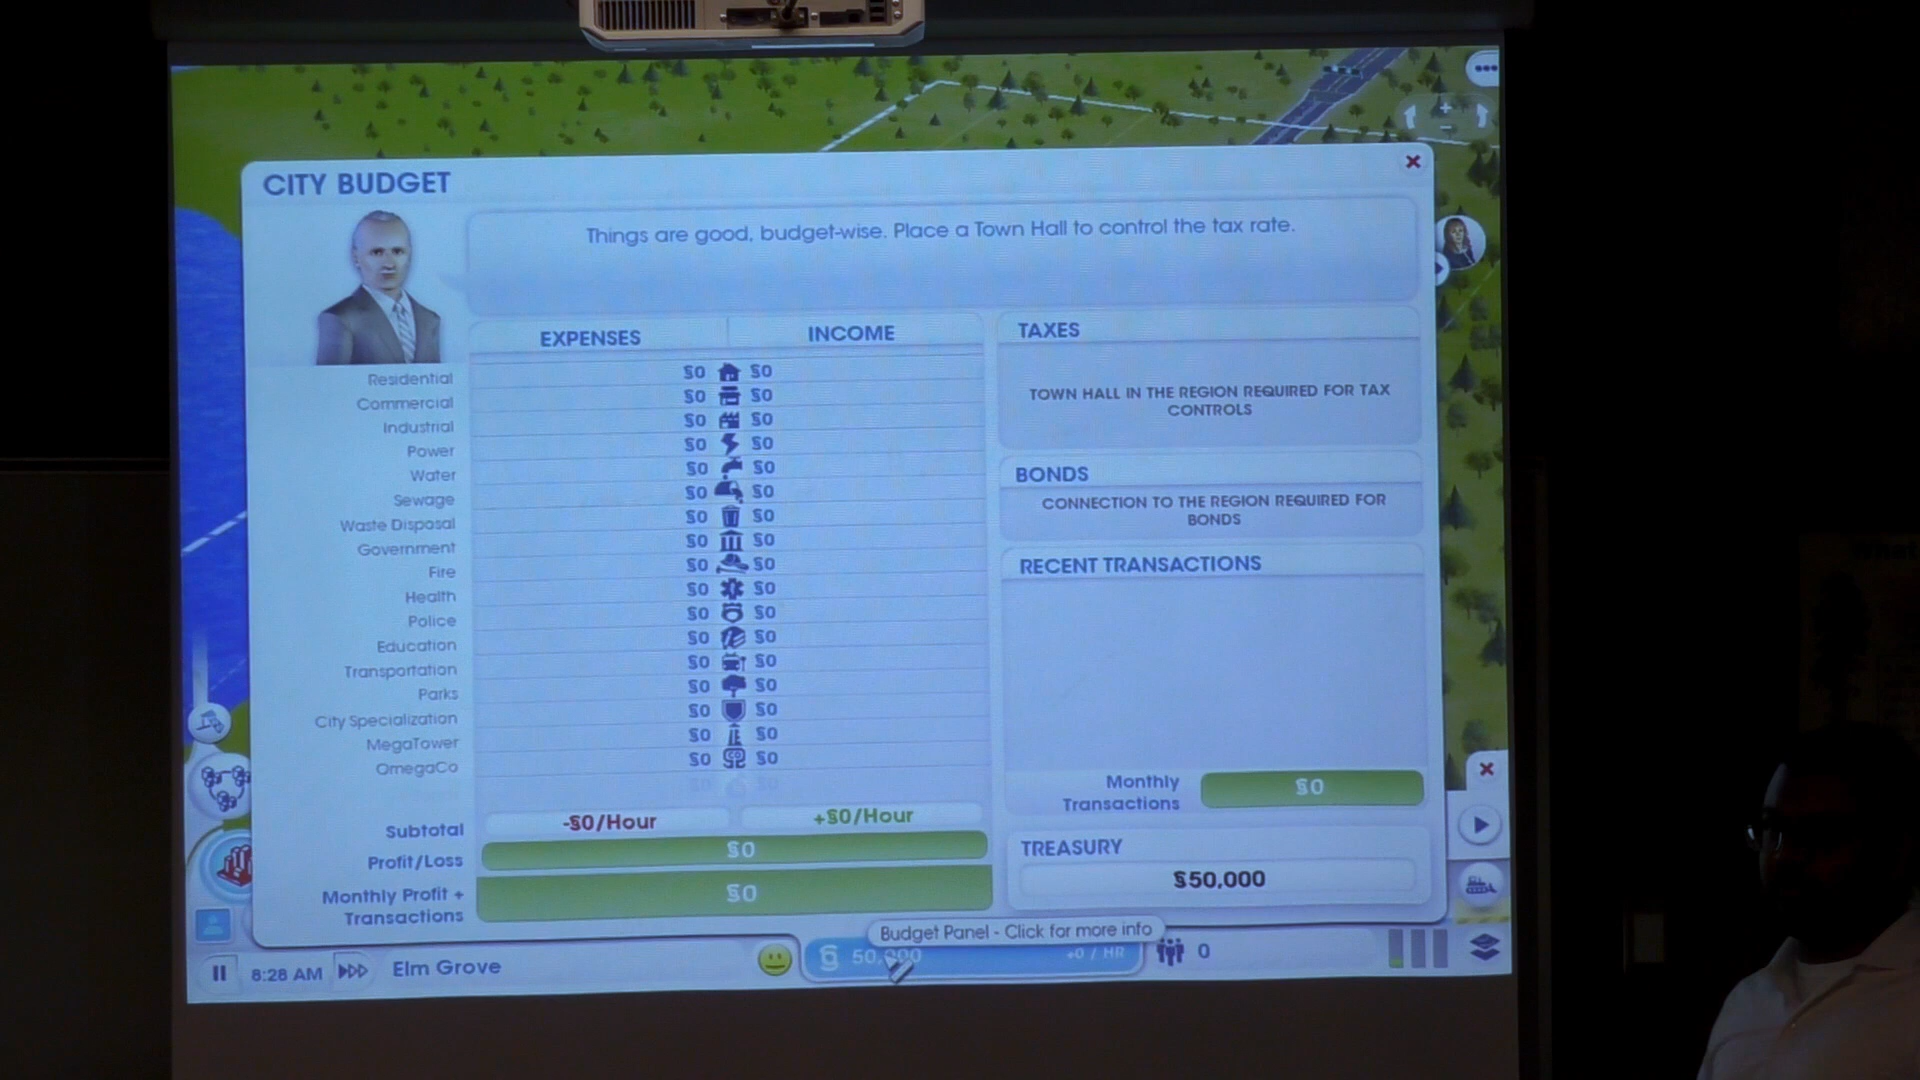 CITY BUDGET
Things are good, budget-wise. Place a Town Hall to control the tax rate.
EXPENSES INCOME
Residential §0 §0
Commercial §0 §0
Industrial §0 §0
Power §0 §0
Water §0 §0
Sewage §0 §0
Waste Disposal §0 §0
Government §0 §0
Fire §0 §0
Health §0 §0
Police §0 §0
Education §0 §0
Transportation §0 §0
Parks §0 §0
City Specialization §0 §0
MegaTower §0 §0
OmegaCo §0 §0
Subtotal -§0/Hour +§0/Hour
Profit/Loss §0
Monthly Profit +
Transactions §0
TAXES
TOWN HALL IN THE REGION REQUIRED FOR TAX
CONTROLS
BONDS
CONNECTION TO THE REGION REQUIRED FOR
BONDS
RECENT TRANSACTIONS
Monthly
Transactions §0
TREASURY
§50,000
Budget Panel - Click for more info
8:28 AM Elm Grove 50,000 +0 / HR 0